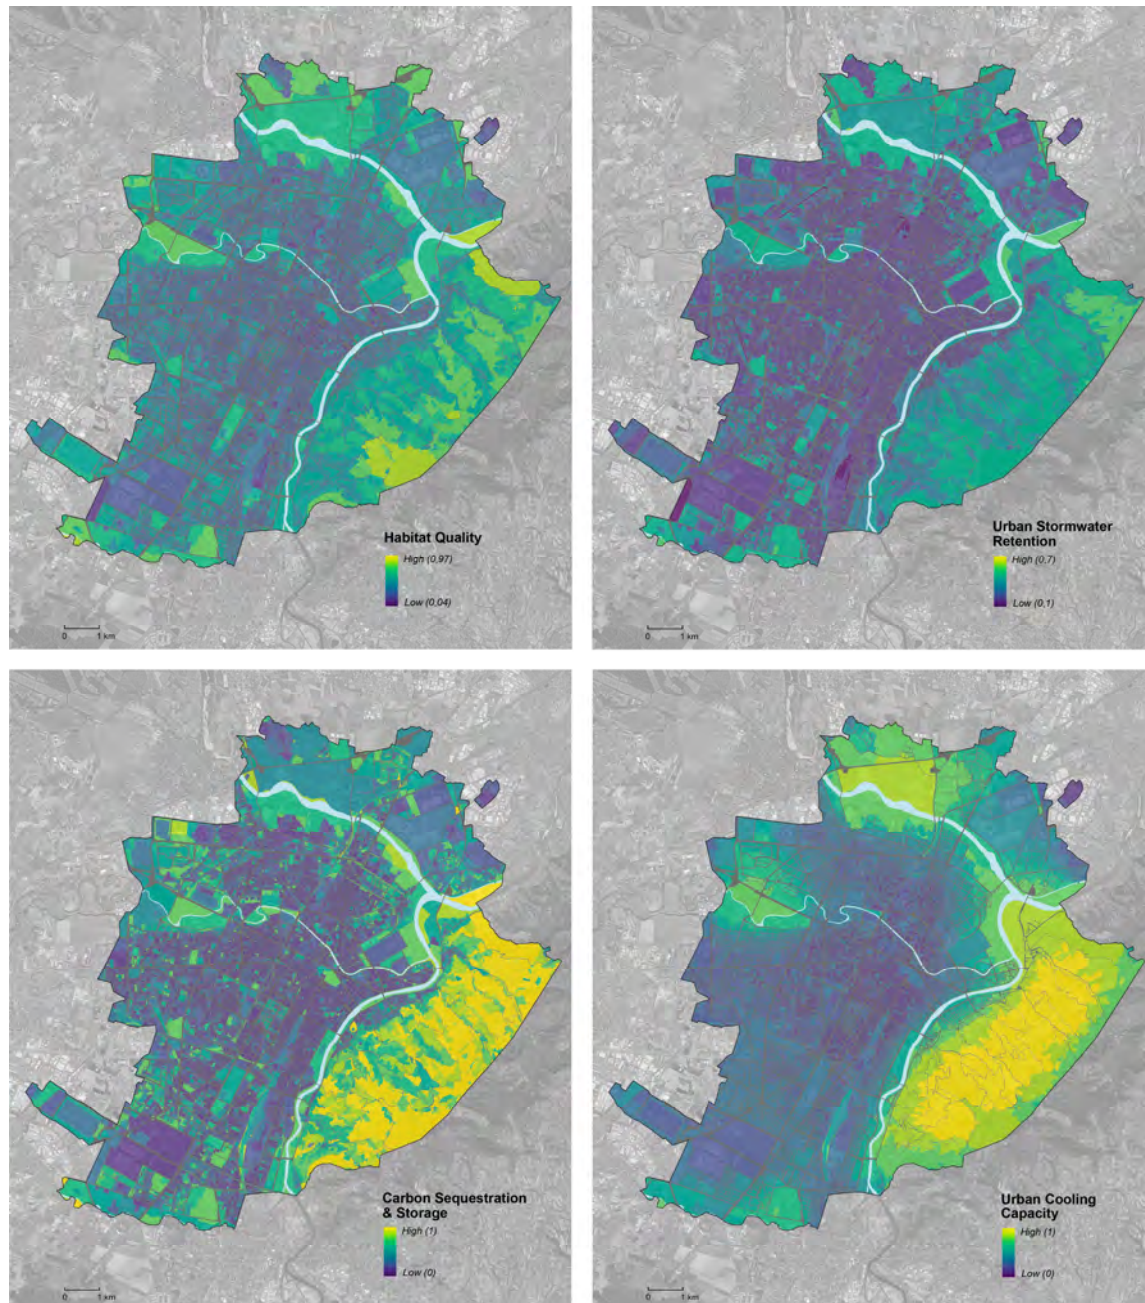 Habitat Quality
High (0,97)
Low (0,04)
0 1 km
Urban Stormwater
Retention
High (0,7)
Low (0,1)
0 1 km
Carbon Sequestration
& Storage
High (1)
Low (0)
0 1 km
Urban Cooling
Capacity
High (1)
Low (0)
0 1 km